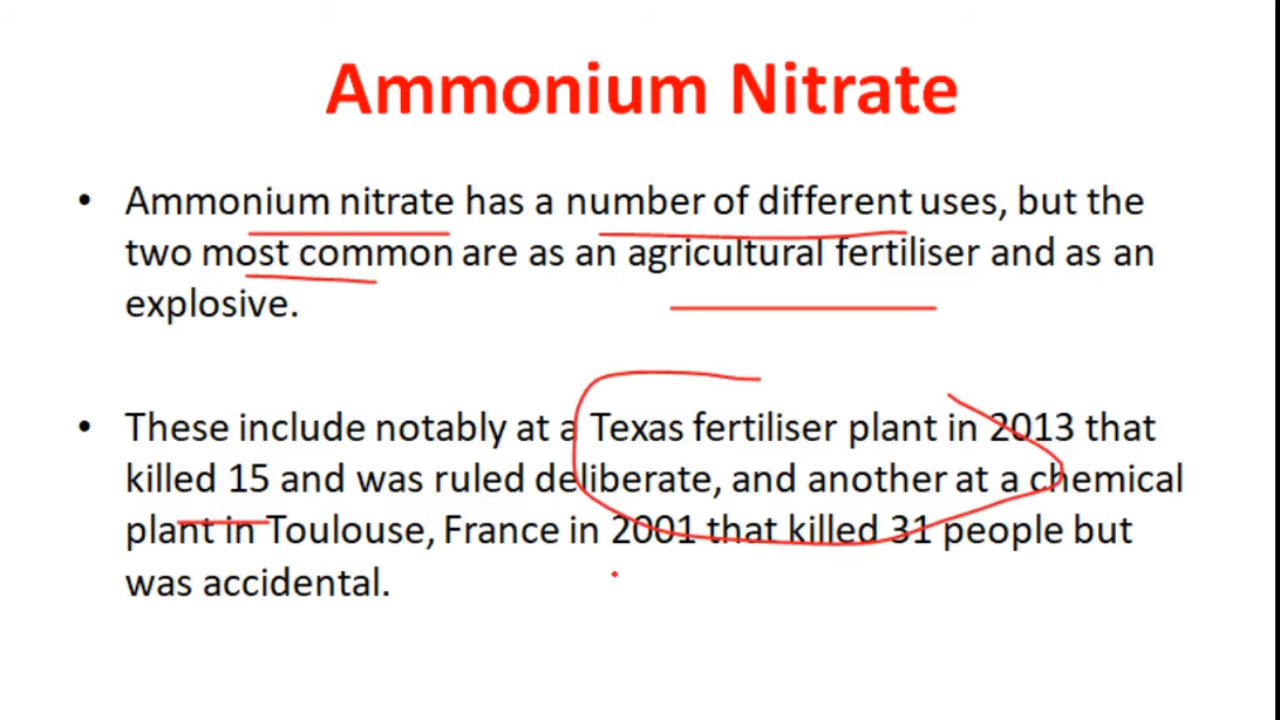 Ammonium Nitrate
• Ammonium nitrate has a number of different uses, but the
two most common are as an agricultural fertiliser and as an
explosive.
• These include notably at a Texas fertiliser plant in 2013 that
killed 15 and was ruled deliberate, and another at a chemical
plant in Toulouse, France in 2001 that killed 31 people but
was accidental.